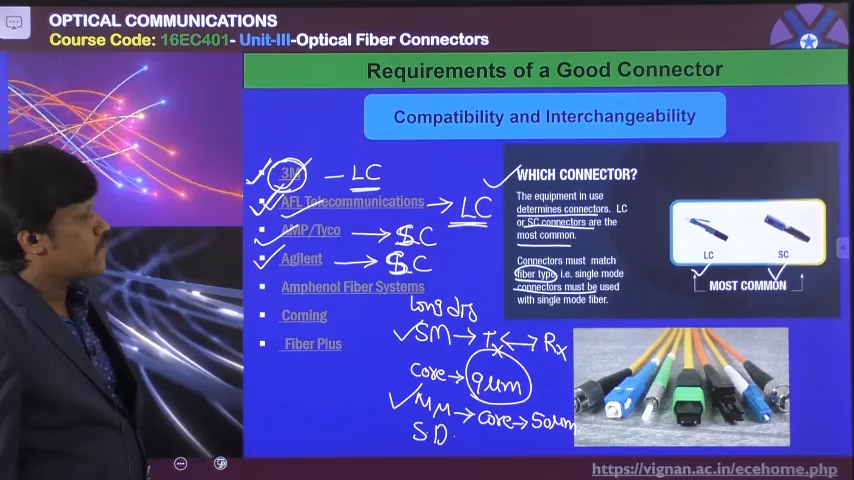 OPTICAL COMMUNICATIONS
Course Code: 16EC401- Unit-III-Optical Fiber Connectors
Requirements of a Good Connector
Compatibility and Interchangeability
3M – LC
AFL Telecommunications → LC
AMP/Tyco → SC
Agilent → SC
Amphenol Fiber Systems
Corning
Fiber Plus
WHICH CONNECTOR?
The equipment in use
determines connectors. LC
or SC connectors are the
most common.
Connectors must match
fiber type i.e. single mode
connectors must be used
with single mode fiber.
LC SC
MOST COMMON
Long dis
SM → Tx ↔ Rx
core → 9μm
MM → core → 50μm
SD.
https://vignan.ac.in/ecehome.php